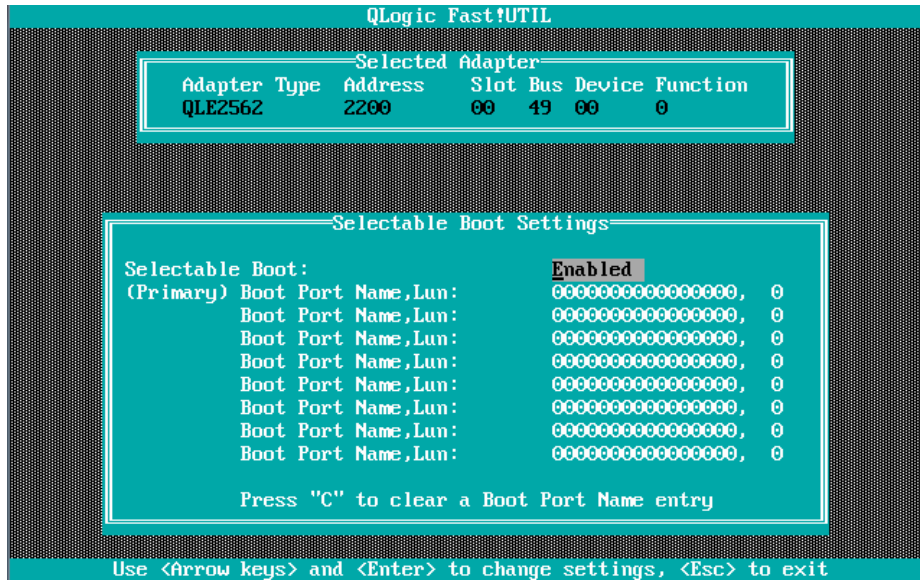 QLogic Fast!UTIL
Selected Adapter
Adapter Type Address Slot Bus Device Function
QLE2562 2200 00 49 00 0
Selectable Boot Settings
Selectable Boot: Enabled
(Primary) Boot Port Name,Lun: 0000000000000000, 0
Boot Port Name,Lun: 0000000000000000, 0
Boot Port Name,Lun: 0000000000000000, 0
Boot Port Name,Lun: 0000000000000000, 0
Boot Port Name,Lun: 0000000000000000, 0
Boot Port Name,Lun: 0000000000000000, 0
Boot Port Name,Lun: 0000000000000000, 0
Boot Port Name,Lun: 0000000000000000, 0
Press "C" to clear a Boot Port Name entry
Use <Arrow keys> and <Enter> to change settings, <Esc> to exit